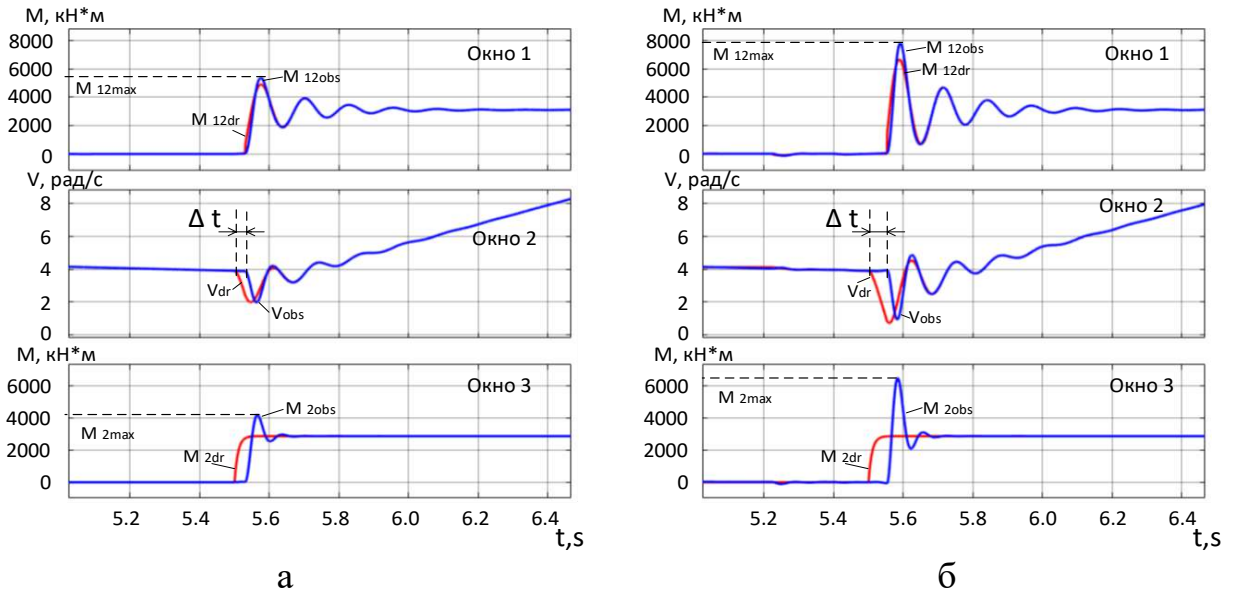 М, кН*м
8000
6000
4000
2000
0
Окно 1
M 12max
M 12obs
M 12dr
V, рад/с
8
6
4
2
0
Δ t
Окно 2
Vdr
Vobs
М, кН*м
6000
4000
2000
0
Окно 3
M 2max
M 2obs
M 2dr
5.2 5.4 5.6 5.8 6.0 6.2 6.4
t,s
а
М, кН*м
8000
6000
4000
2000
0
Окно 1
M 12max
M 12obs
M 12dr
V, рад/с
8
6
4
2
0
Δ t
Окно 2
Vdr
Vobs
М, кН*м
6000
4000
2000
0
Окно 3
M 2max
M 2obs
M 2dr
5.2 5.4 5.6 5.8 6.0 6.2 6.4
t,s
б